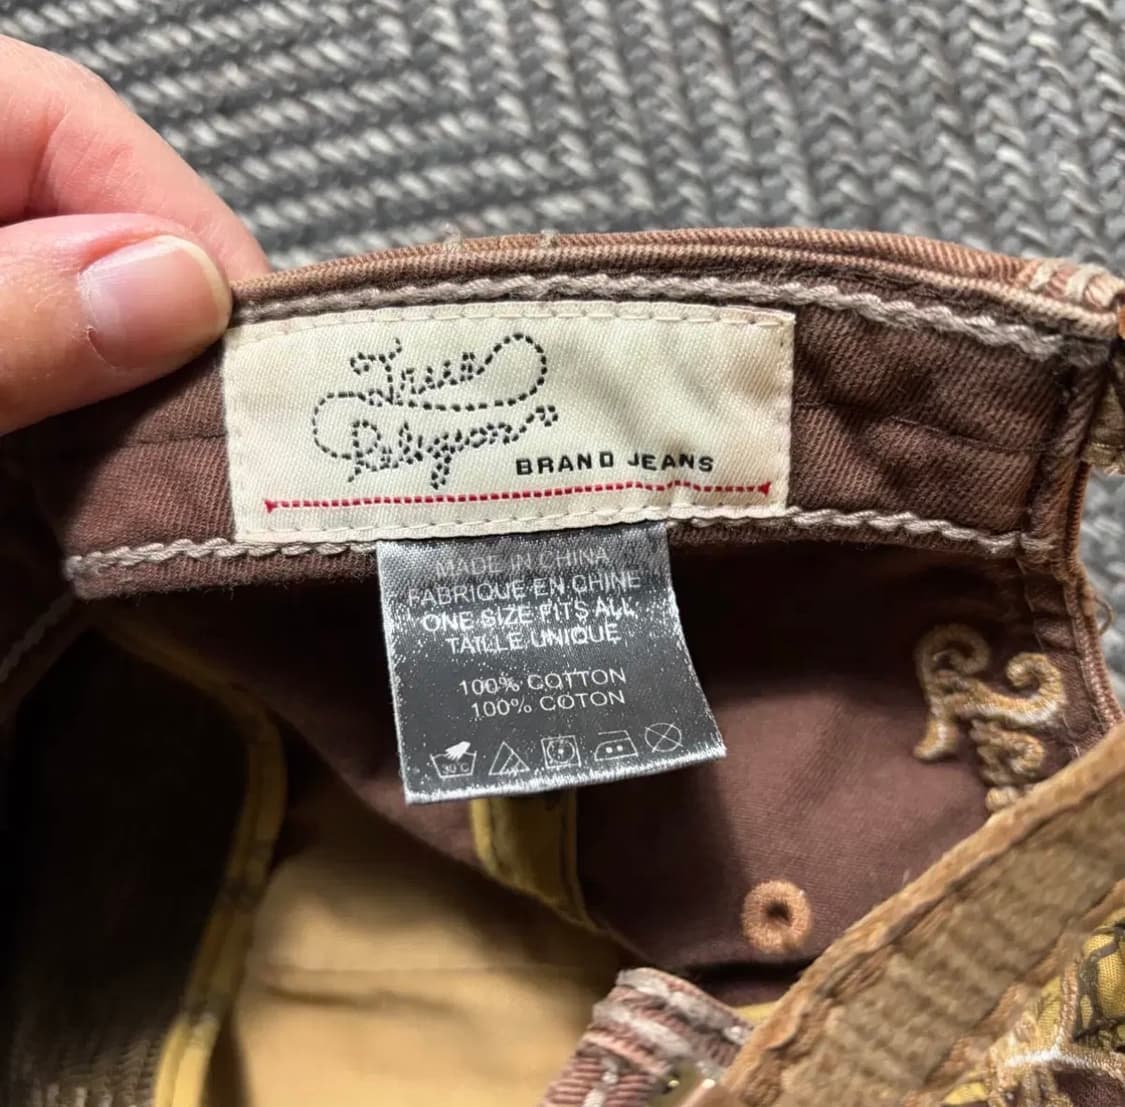 True
Religion
BRAND JEANS
MADE IN CHINA
FABRIQUE EN CHINE
ONE SIZE FITS ALL
TAILLE UNIQUE
100% COTTON
100% COTON
30°C